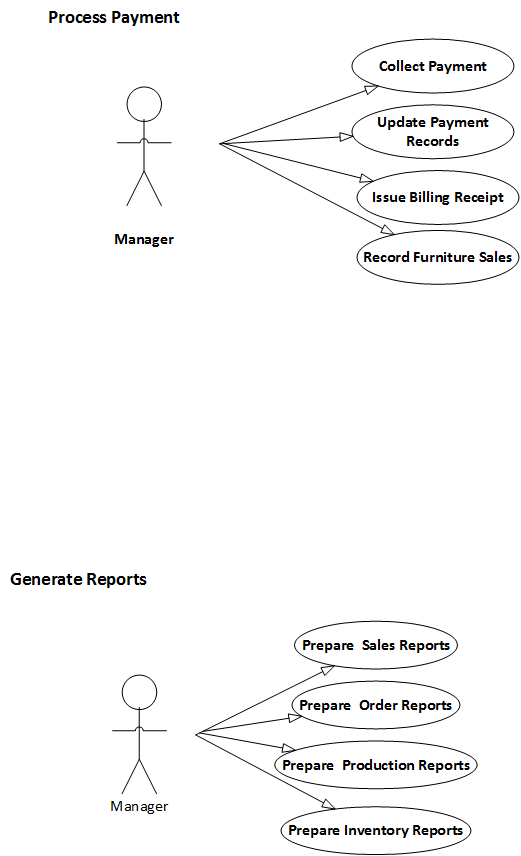 Process Payment
Collect Payment
Update Payment
Records
Issue Billing Receipt
Manager
Record Furniture Sales
Generate Reports
Prepare Sales Reports
Prepare Order Reports
Prepare Production Reports
Manager
Prepare Inventory Reports